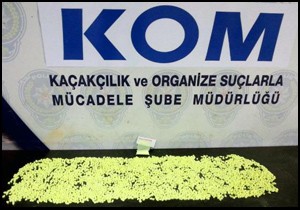 KOM
KAÇAKÇILIK ve ORGANİZE SUÇLARLA
MÜCADELE ŞUBE MÜDÜRLÜĞÜ